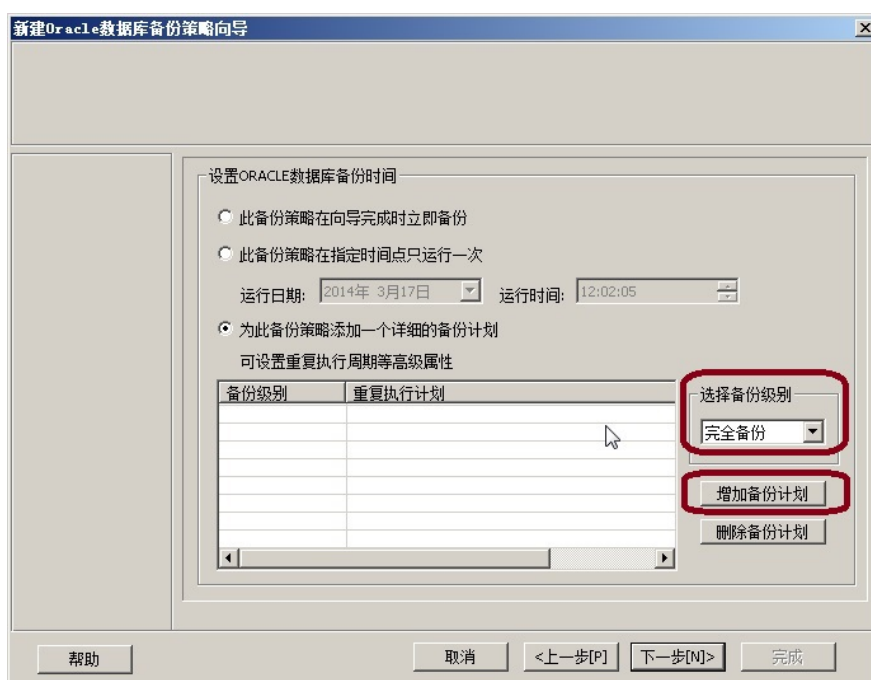 新建Oracle数据库备份策略向导
设置ORACLE数据库备份时间
此备份策略在向导完成时立即备份
此备份策略在指定时间点只运行一次
运行日期: 2014年 3月17日 运行时间: 12:02:05
为此备份策略添加一个详细的备份计划
可设置重复执行周期等高级属性
备份级别 重复执行计划
选择备份级别
完全备份
增加备份计划
删除备份计划
帮助 取消 <上一步[P] 下一步[N]> 完成